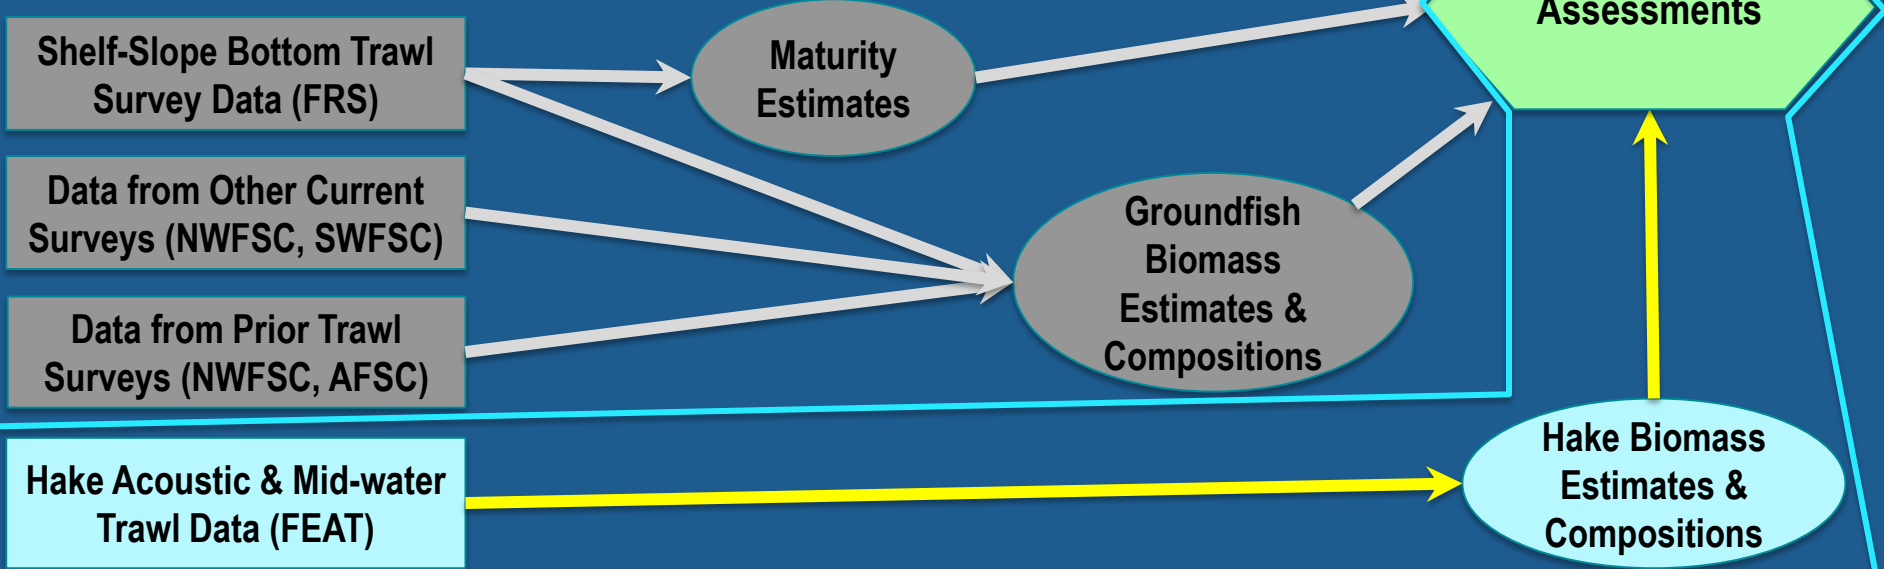 Assessments
Shelf-Slope Bottom Trawl
Survey Data (FRS)
Maturity
Estimates
Data from Other Current
Surveys (NWFSC, SWFSC)
Groundfish
Biomass
Estimates &
Compositions
Data from Prior Trawl
Surveys (NWFSC, AFSC)
Hake Acoustic & Mid-water
Trawl Data (FEAT)
Hake Biomass
Estimates &
Compositions